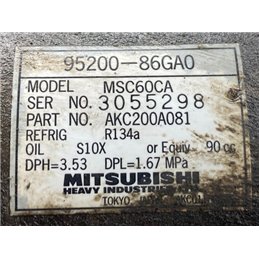 95200-86GA0
MODEL MSC60CA
SER NO. 3055298
PART NO. AKC200A081
REFRIG R134a
OIL S10X or Equiv 90 cc
DPH=3.53 DPL=1.67 MPa
MITSUBISHI
HEAVY INDUSTRIES
TOKYO